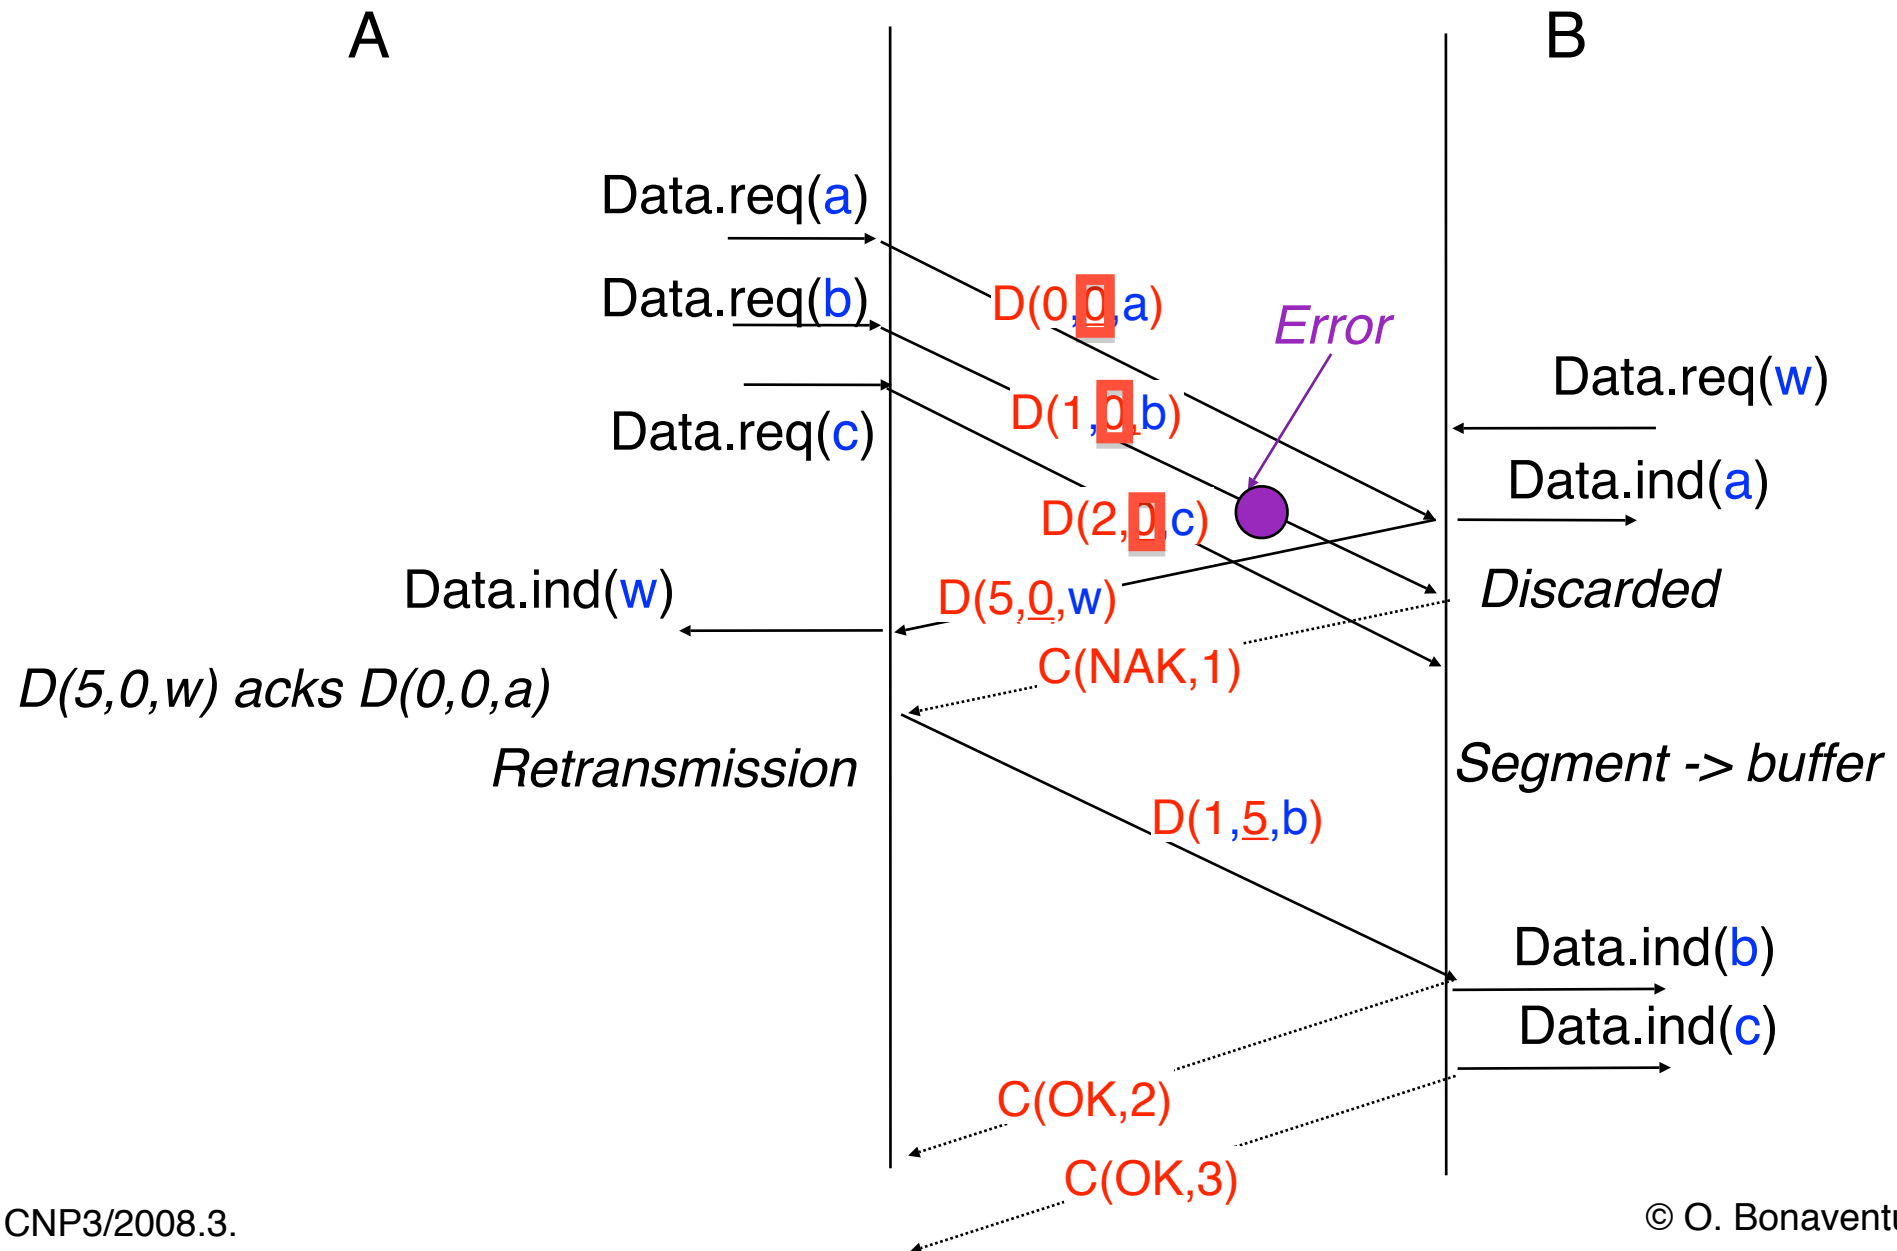 A
B
Data.req(a)
Data.req(b)
D(0,0,a)
Error
Data.req(w)
D(1,0,b)
Data.req(c)
Data.ind(a)
D(2,0,c)
Data.ind(w)
D(5,0,w)
Discarded
C(NAK,1)
D(5,0,w) acks D(0,0,a)
Retransmission
Segment -> buffer
D(1,5,b)
Data.ind(b)
Data.ind(c)
C(OK,2)
C(OK,3)
CNP3/2008.3.
© O. Bonaventu